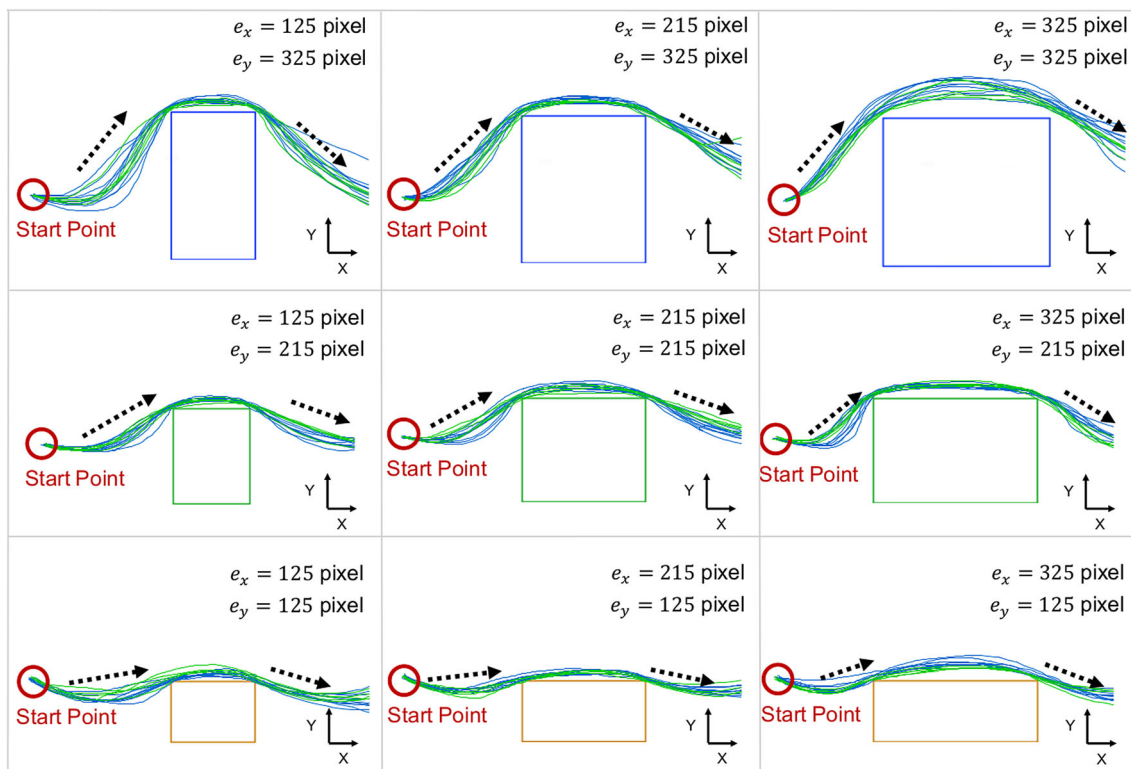 e_x = 125 pixel
e_y = 325 pixel
Start Point
Y
X
e_x = 215 pixel
e_y = 325 pixel
Start Point
Y
X
e_x = 325 pixel
e_y = 325 pixel
Start Point
Y
X
e_x = 125 pixel
e_y = 215 pixel
Start Point
Y
X
e_x = 215 pixel
e_y = 215 pixel
Start Point
Y
X
e_x = 325 pixel
e_y = 215 pixel
Start Point
Y
X
e_x = 125 pixel
e_y = 125 pixel
Start Point
Y
X
e_x = 215 pixel
e_y = 125 pixel
Start Point
Y
X
e_x = 325 pixel
e_y = 125 pixel
Start Point
Y
X